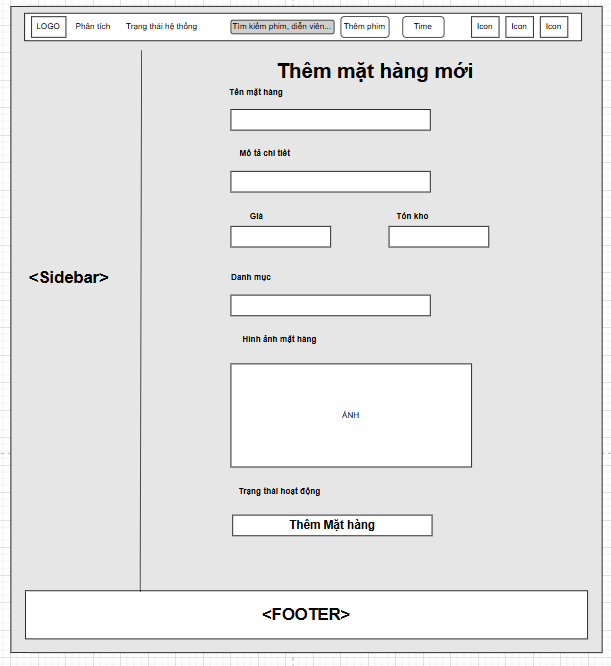 LOGO Phân tích Trạng thái hệ thống Tìm kiếm phim, diễn viên... Thêm phim Time Icon Icon Icon
Thêm mặt hàng mới
Tên mặt hàng
Mô tả chi tiết
Giá Tồn kho
<Sidebar>
Danh mục
Hình ảnh mặt hàng
ẢNH
Trạng thái hoạt động
Thêm Mặt hàng
<FOOTER>